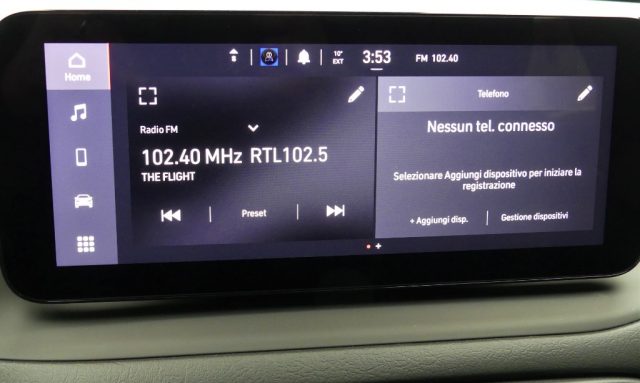 Home
10°
EXT
3:53
FM 102.40
Radio FM
102.40 MHz RTL102.5
THE FLIGHT
Preset
Telefono
Nessun tel. connesso
Selezionare Aggiungi dispositivo per iniziare la
registrazione
+ Aggiungi disp.
Gestione dispositivi